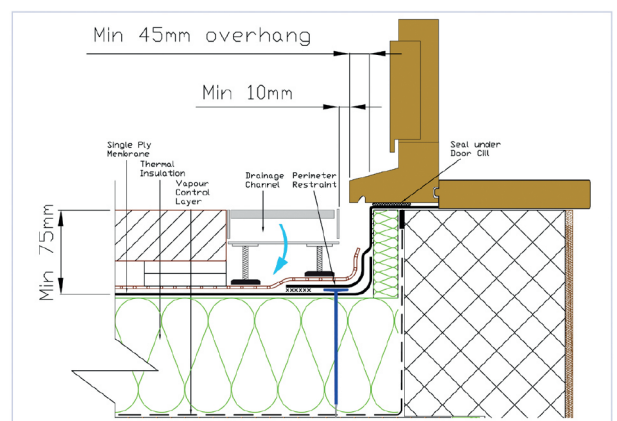 Min 45mm overhang
Min 10mm
Single Ply
Membrane
Thermal
Insulation
Vapour
Control
Layer
Drainage
Channel
Perimeter
Restraint
Seal under
Door Cill
Min 75mm